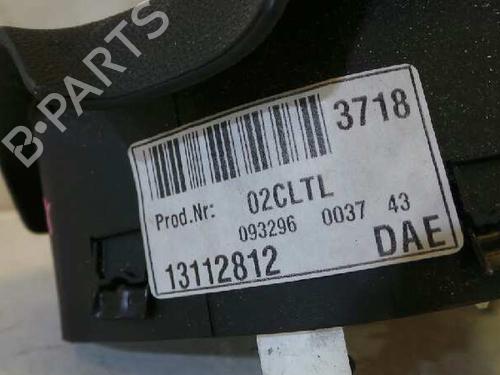 B-PARTS
3718
Prod.Nr: 02CLTL
093296 0037 43
13112812 DAE